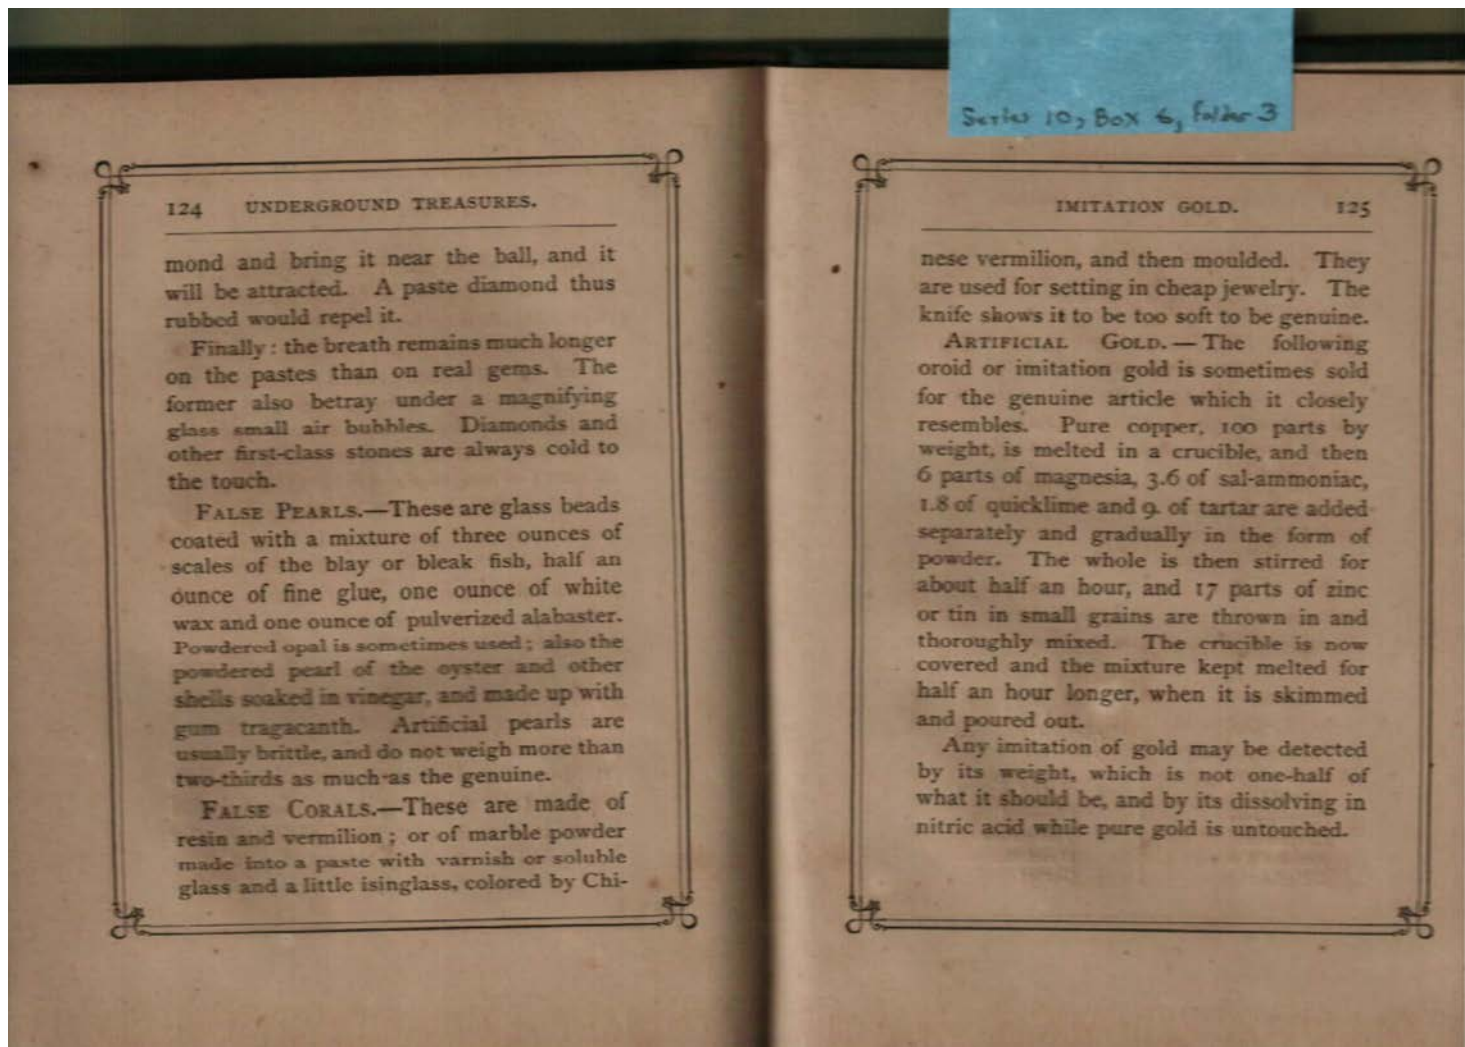 Series 10, Box 6, Folder 3
124 UNDERGROUND TREASURES.
mond and bring it near the ball, and it
will be attracted. A paste diamond thus
rubbed would repel it.
Finally : the breath remains much longer
on the pastes than on real gems. The
former also betray under a magnifying
glass small air bubbles. Diamonds and
other first-class stones are always cold to
the touch.
FALSE PEARLS.—These are glass beads
coated with a mixture of three ounces of
scales of the blay or bleak fish, half an
ounce of fine glue, one ounce of white
wax and one ounce of pulverized alabaster.
Powdered opal is sometimes used ; also the
powdered pearl of the oyster and other
shells soaked in vinegar, and made up with
gum tragacanth. Artificial pearls are
usually brittle, and do not weigh more than
two-thirds as much as the genuine.
FALSE CORALS.—These are made of
resin and vermilion ; or of marble powder
made into a paste with varnish or soluble
glass and a little isinglass, colored by Chi-
IMITATION GOLD. 125
nese vermilion, and then moulded. They
are used for setting in cheap jewelry. The
knife shows it to be too soft to be genuine.
ARTIFICIAL GOLD.—The following
oroid or imitation gold is sometimes sold
for the genuine article which it closely
resembles. Pure copper, 100 parts by
weight, is melted in a crucible, and then
6 parts of magnesia, 3.6 of sal-ammoniac,
1.8 of quicklime and 9. of tartar are added
separately and gradually in the form of
powder. The whole is then stirred for
about half an hour, and 17 parts of zinc
or tin in small grains are thrown in and
thoroughly mixed. The crucible is now
covered and the mixture kept melted for
half an hour longer, when it is skimmed
and poured out.
Any imitation of gold may be detected
by its weight, which is not one-half of
what it should be, and by its dissolving in
nitric acid while pure gold is untouched.